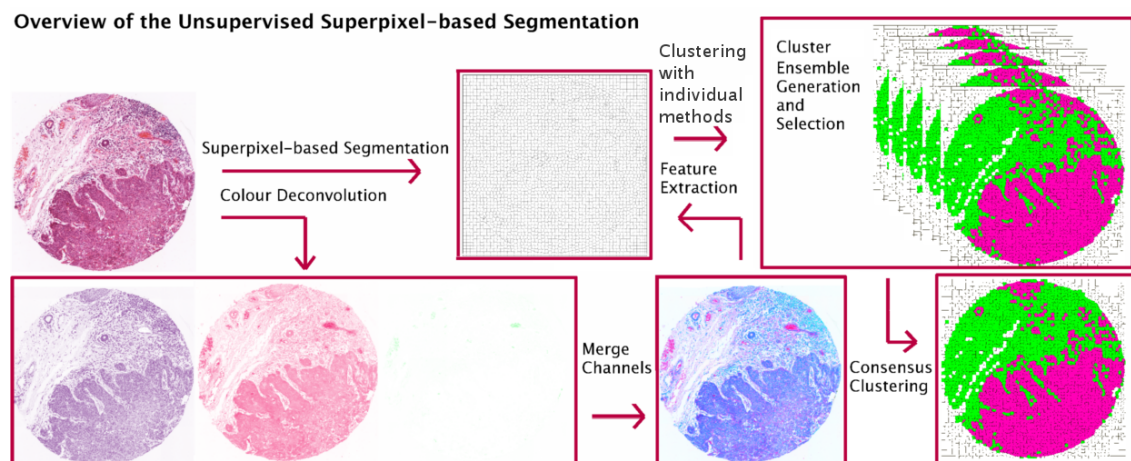 Overview of the Unsupervised Superpixel-based Segmentation
Superpixel-based Segmentation
Colour Deconvolution
Clustering
with
individual
methods
Feature
Extraction
Cluster
Ensemble
Generation
and
Selection
Merge
Channels
Consensus
Clustering